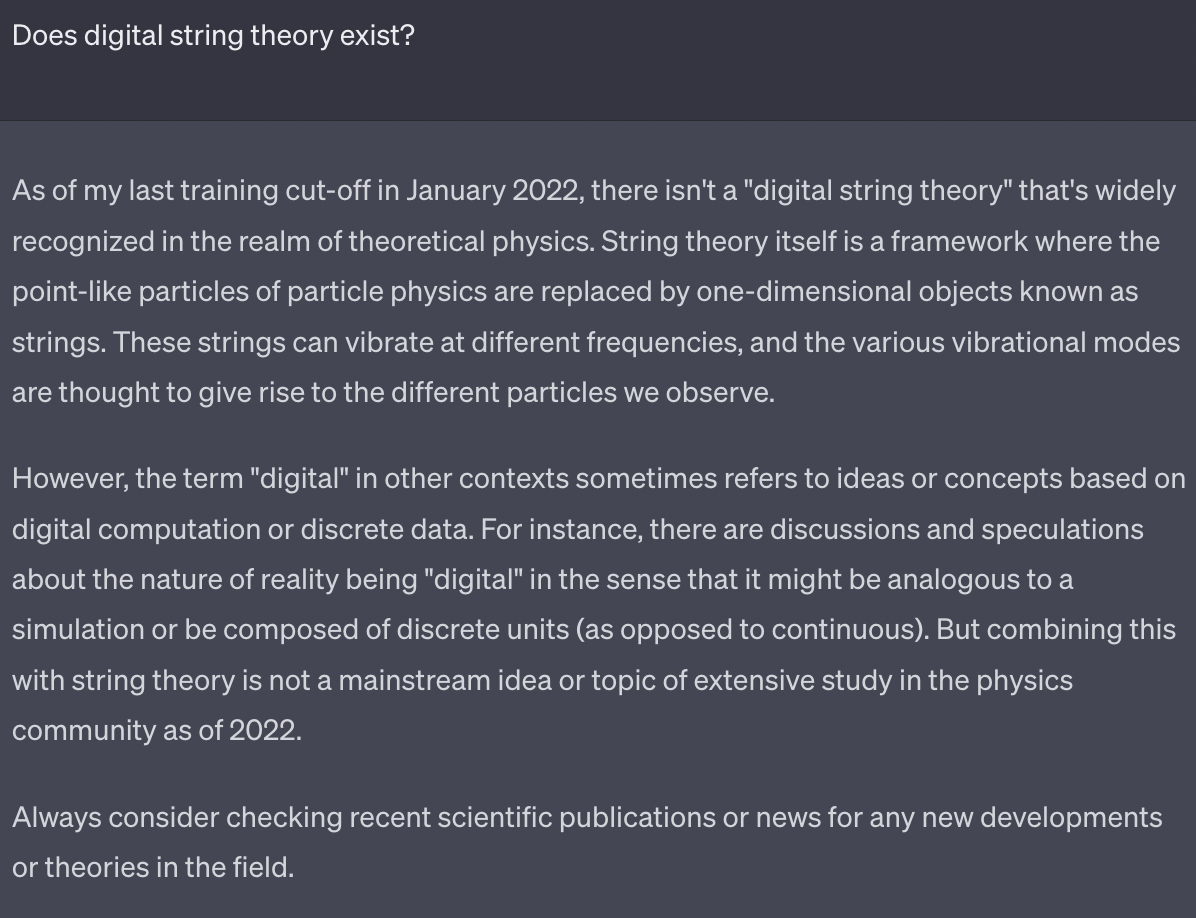 Does digital string theory exist?
As of my last training cut-off in January 2022, there isn't a "digital string theory" that's widely
recognized in the realm of theoretical physics. String theory itself is a framework where the
point-like particles of particle physics are replaced by one-dimensional objects known as
strings. These strings can vibrate at different frequencies, and the various vibrational modes
are thought to give rise to the different particles we observe.
However, the term "digital" in other contexts sometimes refers to ideas or concepts based on
digital computation or discrete data. For instance, there are discussions and speculations
about the nature of reality being "digital" in the sense that it might be analogous to a
simulation or be composed of discrete units (as opposed to continuous). But combining this
with string theory is not a mainstream idea or topic of extensive study in the physics
community as of 2022.
Always consider checking recent scientific publications or news for any new developments
or theories in the field.